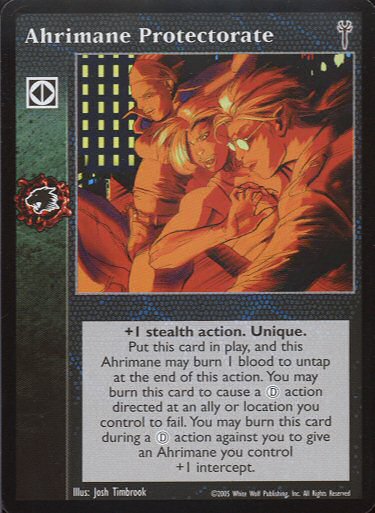 Ahrimane Protectorate
+1 stealth action. Unique.
Put this card in play, and this
Ahrimane may burn 1 blood to untap
at the end of this action. You may
burn this card to cause a Ⓓ action
directed at an ally or location you
control to fail. You may burn this card
during a Ⓓ action against you to give
an Ahrimane you control
+1 intercept.
Illus: Josh Timbrook
©2005 White Wolf Publishing, Inc. All Rights Reserved